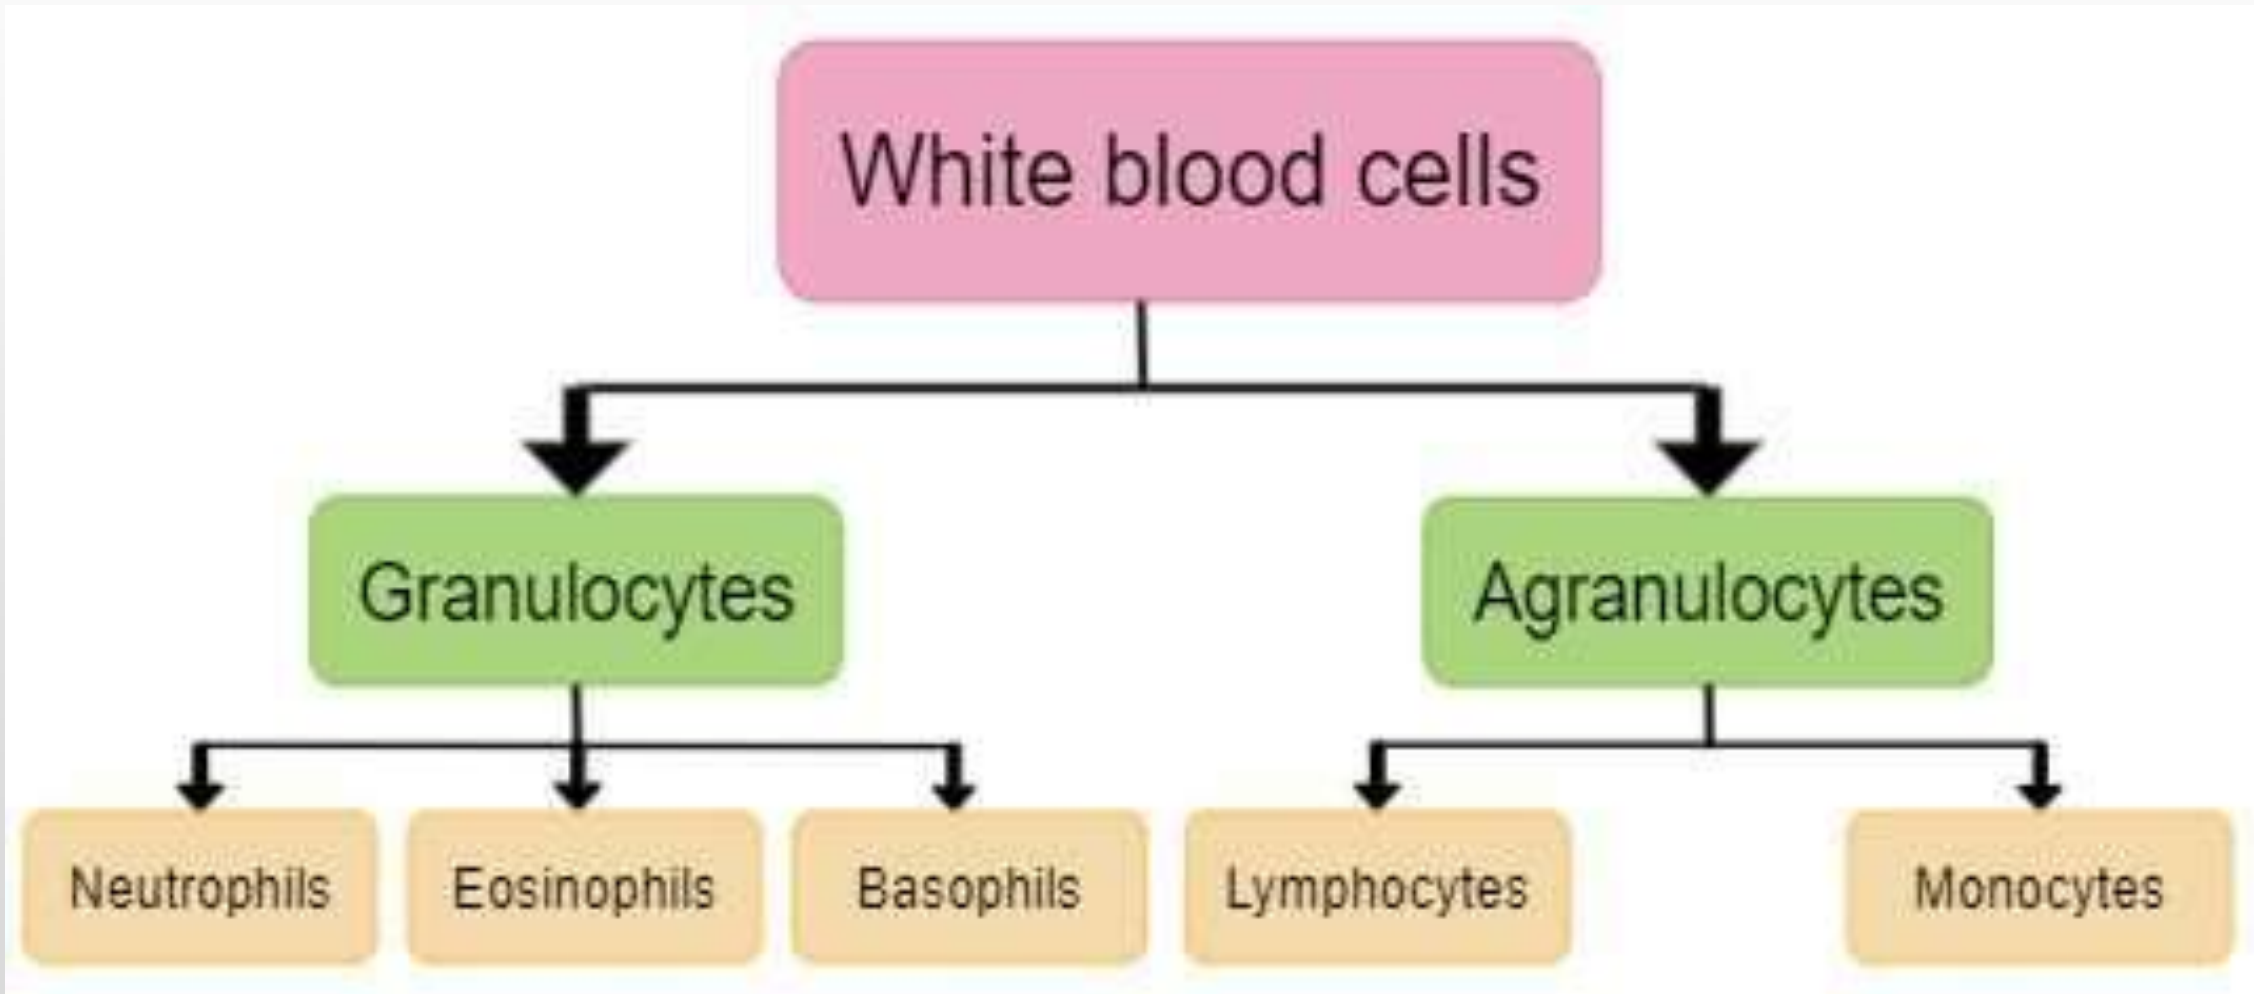 White blood cells
Granulocytes
Agranulocytes
Neutrophils
Eosinophils
Basophils
Lymphocytes
Monocytes